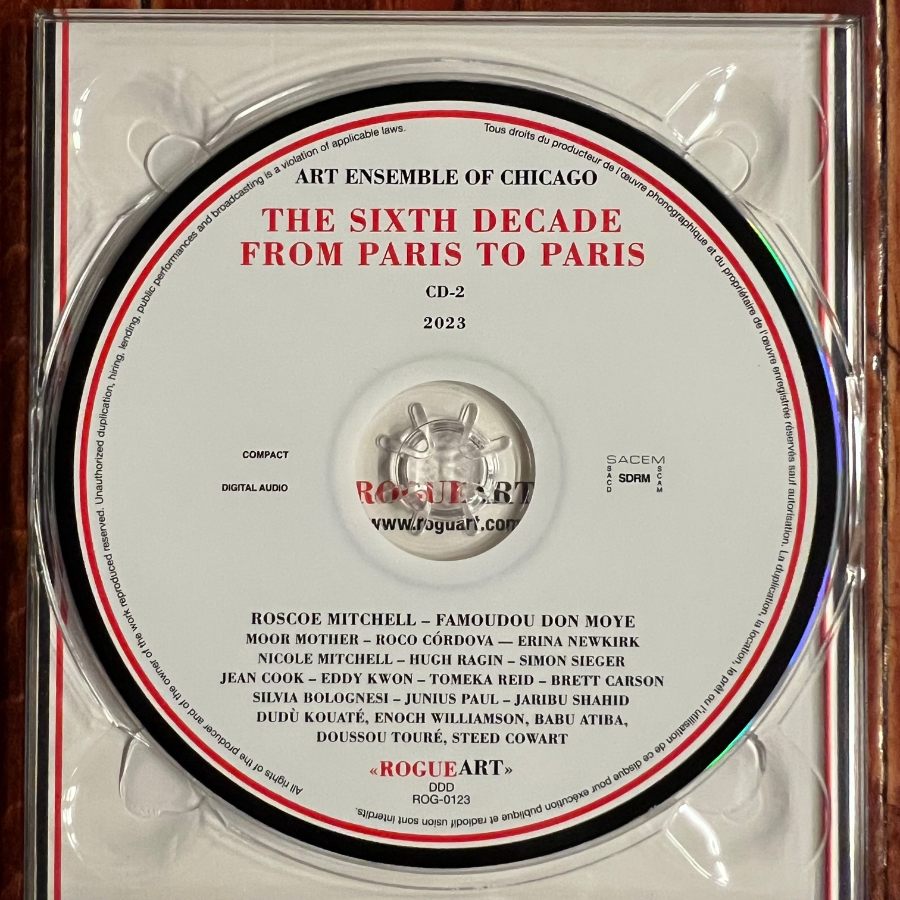 ART ENSEMBLE OF CHICAGO
THE SIXTH DECADE
FROM PARIS TO PARIS
CD-2
2023
COMPACT
DIGITAL AUDIO
SACEM
SACD
SDRM
SCAM
ROGUEART
www.roguart.com
ROSCOE MITCHELL – FAMOUDOU DON MOYE
MOOR MOTHER – ROCO CÓRDOVA — ERINA NEWKIRK
NICOLE MITCHELL – HUGH RAGIN – SIMON SIEGER
JEAN COOK – EDDY KWON – TOMEKA REID – BRETT CARSON
SILVIA BOLOGNESI – JUNIUS PAUL – JARIBU SHAHID
DUDÙ KOUATÉ, ENOCH WILLIAMSON, BABU ATIBA,
DOUSSOU TOURÉ, STEED COWART
«ROGUEART»
DDD
ROG-0123
Tous droits du producteur de l'œuvre phonographique et du propriétaire de l'œuvre enregistrée réservés sauf autorisation. La duplication, la location, le prêt ou l'utilisation de ce disque pour exécution publique et radiodif usion sont interdits.
All rights of the producer and of the owner of the work reproduced reserved. Unauthorized duplication, hiring, lending, public performances and broadcasting is a violation of applicable laws.